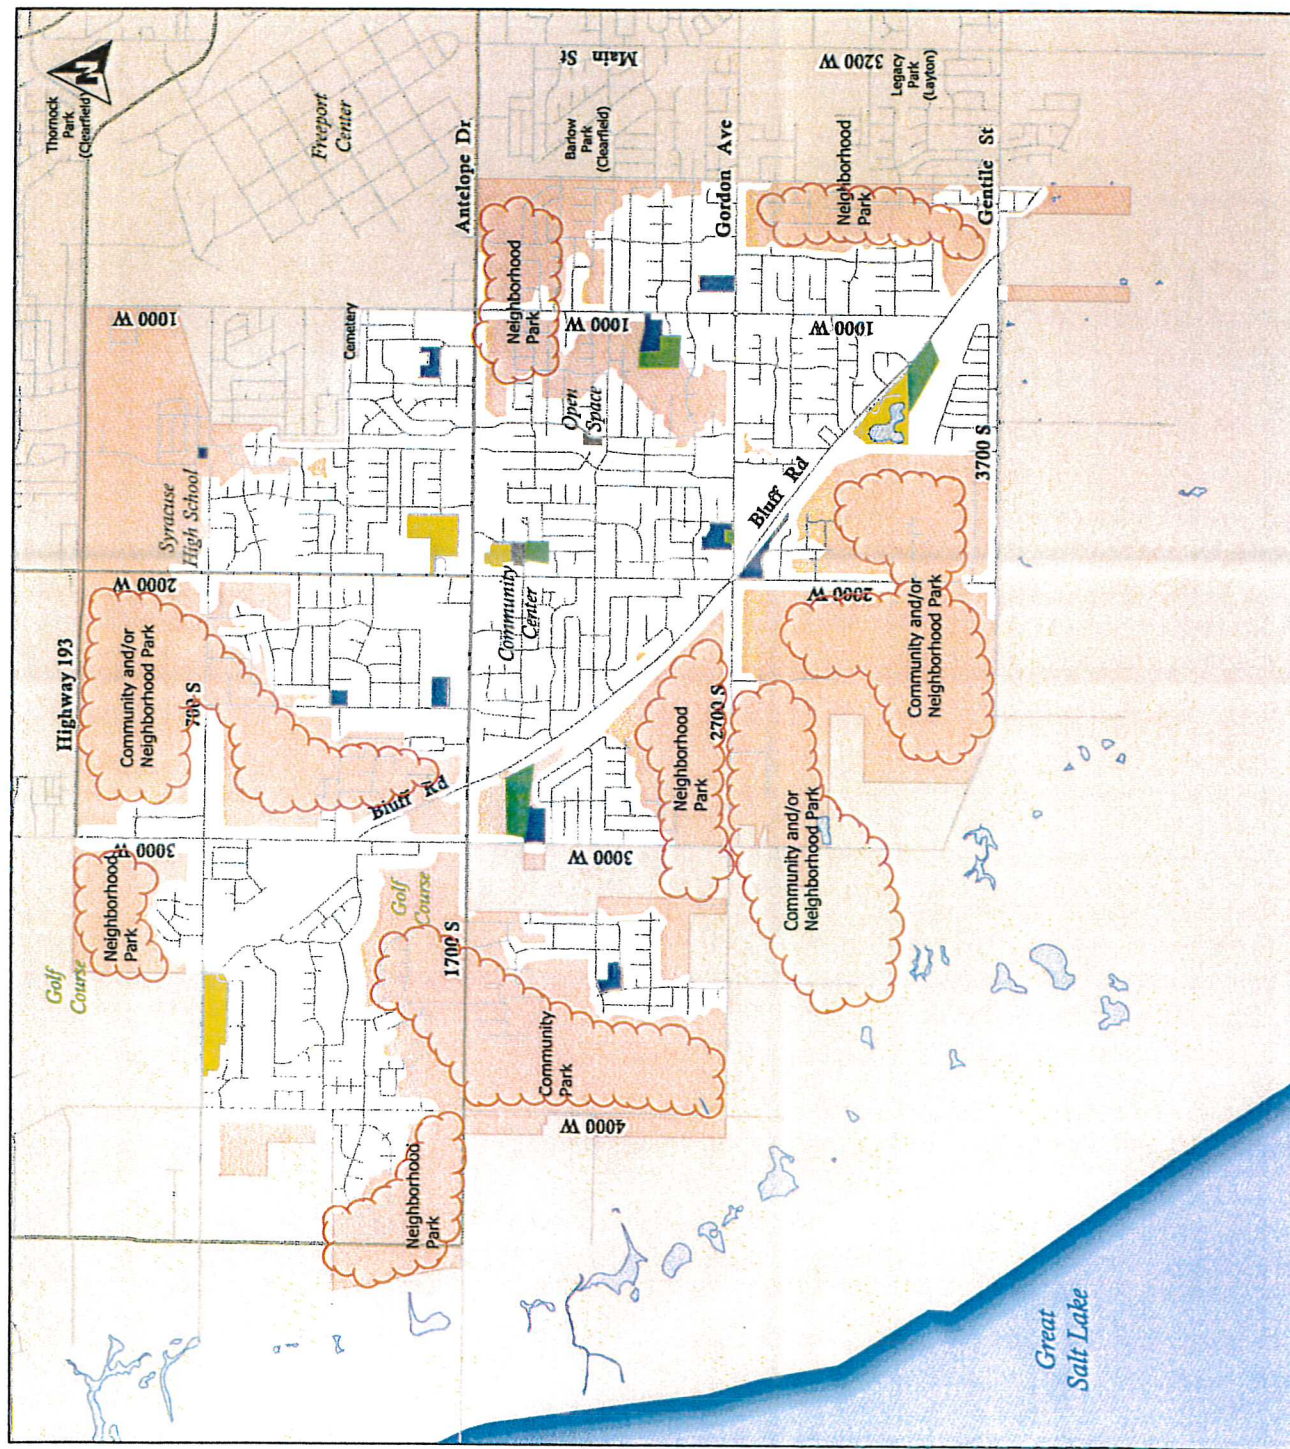 Thornock
Park
(Clearfield)
N
Freeport
Center
Main St
3200 W
Legacy
Park
(Layton)
Barlow
Park
(Clearfield)
Antelope Dr
Gordon Ave
Neighborhood
Park
Gentile St
Neighborhood
Park
1000 W
Cemetery
1000 W
1000 W
Open
Space
Syracuse
High School
3700 S
Bluff Rd
2000 W
Community
Center
2000 W
Highway 193
Community and/or
Neighborhood Park
700 S
Community and/or
Neighborhood Park
2700 S
Neighborhood
Park
Bluff Rd
3000 W
3000 W
Community and/or
Neighborhood Park
Neighborhood
Park
Golf
Course
Golf
Course
1700 S
Community
Park
4000 W
Neighborhood
Park
Great
Salt Lake